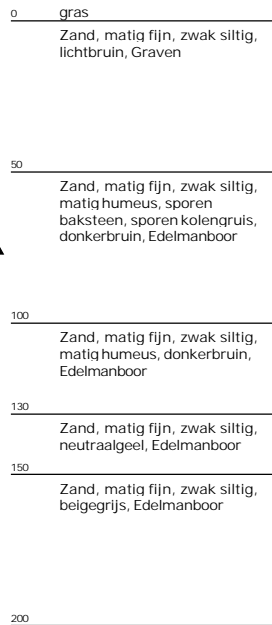 0 gras
Zand, matig fijn, zwak siltig,
lichtbruin, Graven
50
Zand, matig fijn, zwak siltig,
matig humeus, sporen
baksteen, sporen kolengruis,
donkerbruin, Edelmanboor
100
Zand, matig fijn, zwak siltig,
matig humeus, donkerbruin,
Edelmanboor
130
Zand, matig fijn, zwak siltig,
neutraalgeel, Edelmanboor
150
Zand, matig fijn, zwak siltig,
beigegrijs, Edelmanboor
200